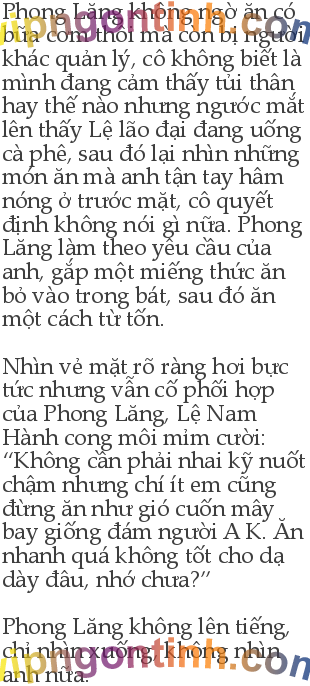 Phong Lăng không ngờ ăn có
bữa cơm thôi mà còn bị người
khác quản lý, cô không biết là
mình đang cảm thấy tủi thân
hay thế nào nhưng ngước mắt
lên thấy Lệ lão đại đang uống
cà phê, sau đó lại nhìn những
món ăn mà anh tận tay hâm
nóng ở trước mặt, cô quyết
định không nói gì nữa. Phong
Lăng làm theo yêu cầu của
anh, gắp một miếng thức ăn
bỏ vào trong bát, sau đó ăn
một cách từ tốn.
Nhìn vẻ mặt rõ ràng hơi bực
tức nhưng vẫn cố phối hợp
của Phong Lăng, Lệ Nam
Hành cong môi mỉm cười:
“Không cần phải nhai kỹ nuốt
chậm nhưng chí ít em cũng
đừng ăn như gió cuốn mây
bay giống đám người A K. Ăn
nhanh quá không tốt cho dạ
dày đâu, nhớ chưa?”
Phong Lăng không lên tiếng,
chỉ nhìn xuống, không nhìn
anh nữa.
vipngontinh.com
vipngontinh.com